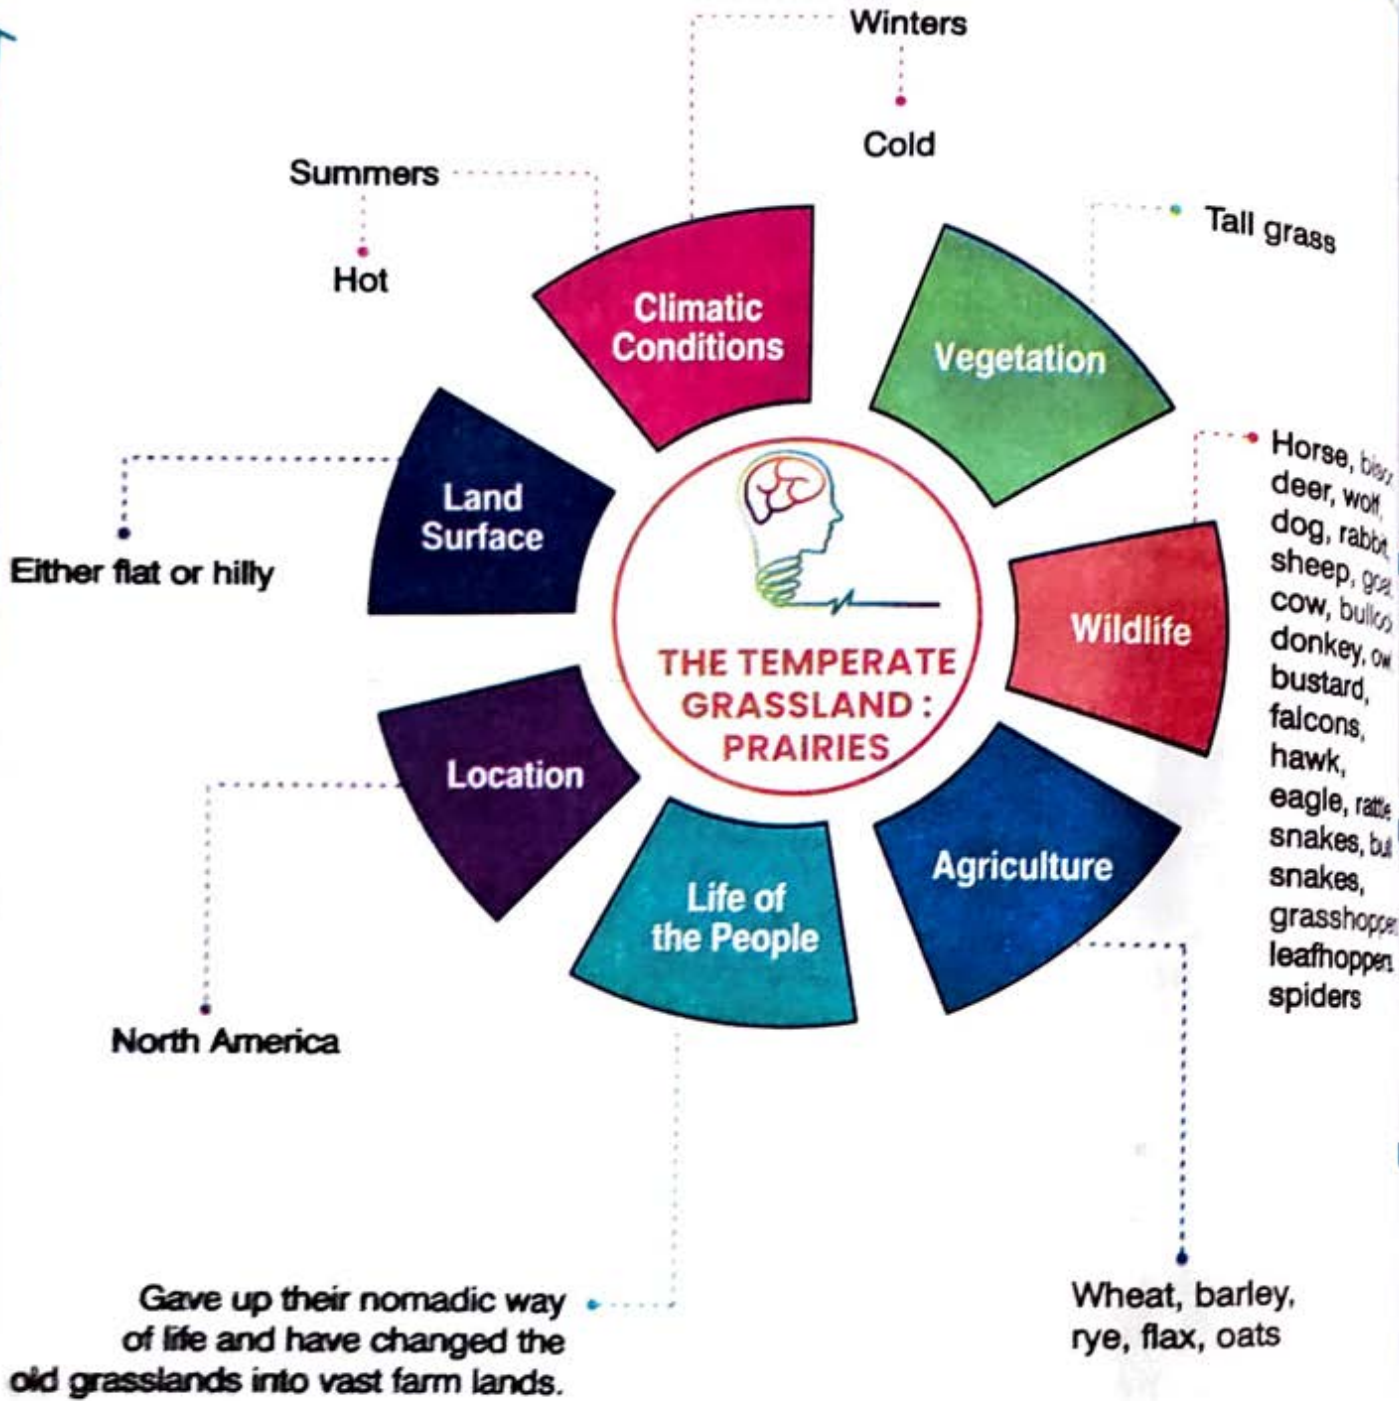 Winters
Cold
Summers
Hot
Climatic
Conditions
Tall grass
Vegetation
Land
Surface
Either flat or hilly
Horse,
deer, wolf,
dog, rabbit,
sheep,
cow,
donkey,
bustard,
falcons,
hawk,
eagle, rattle
snakes,
snakes,
spiders
Wildlife
THE TEMPERATE
GRASSLAND :
PRAIRIES
Location
North America
Life of
the People
Gave up their nomadic way
of life and have changed the
old grasslands into vast farm lands.
Agriculture
Wheat, barley,
rye, flax, oats